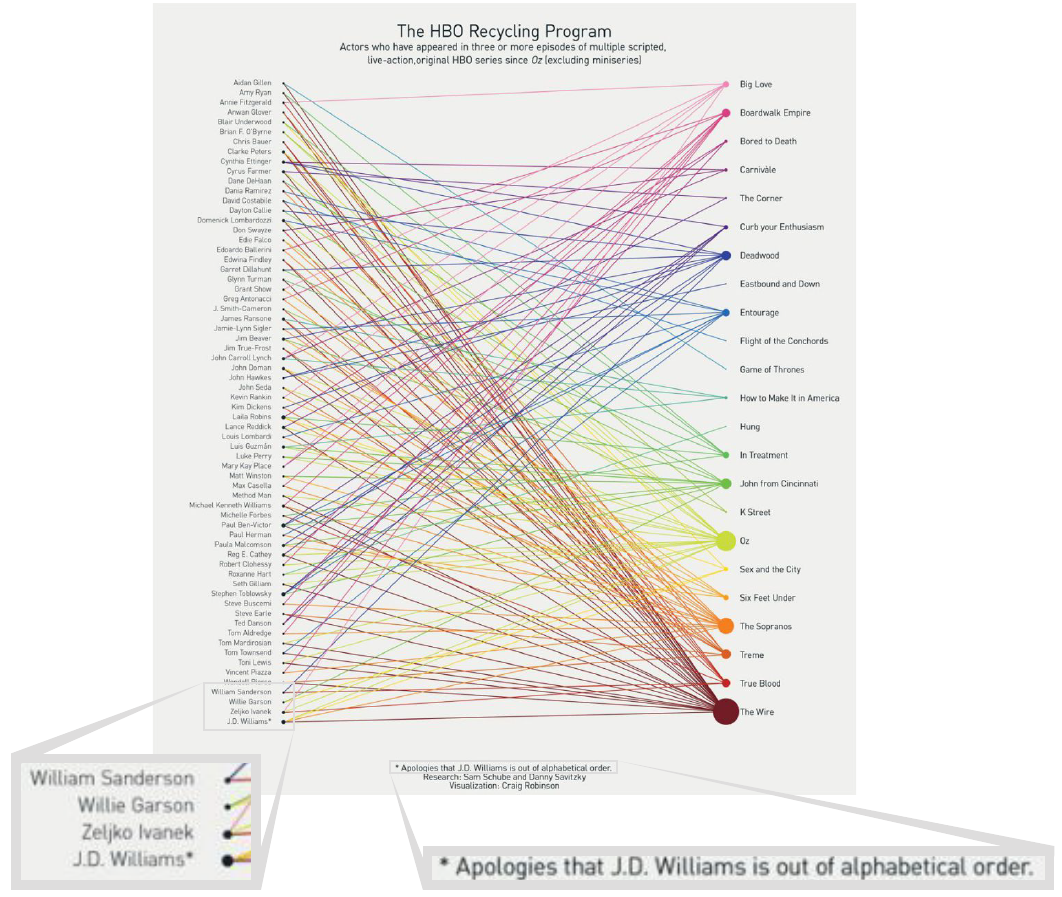 The HBO Recycling Program
Actors who have appeared in three or more episodes of multiple scripted,
live-action,original HBO series since Oz (excluding miniseries)
Aidan Gillen
Amy Ryan
Annie Fitzgerald
Anwan Glover
Blair Underwood
Brian F. O'Byrne
Chris Bauer
Clarke Peters
Cynthia Ettinger
Cyrus Farmer
Dane DeHaan
Dania Ramirez
David Costabile
Dayton Callie
Domenick Lombardozzi
Don Swayze
Edie Falco
Edoardo Ballerini
Edwina Findley
Garret Dillahunt
Glynn Turman
Grant Show
Greg Antonacci
J. Smith-Cameron
James Ransone
Jamie-Lynn Sigler
Jim Beaver
Jim True-Frost
John Carroll Lynch
John Doman
John Hawkes
John Seda
Kevin Rankin
Kim Dickens
Laila Robins
Lance Reddick
Louis Lombardi
Luis Guzmán
Luke Perry
Mary Kay Place
Matt Winston
Max Casella
Method Man
Michael Kenneth Williams
Michelle Forbes
Paul Ben-Victor
Paul Herman
Paula Malcomson
Reg E. Cathey
Robert Clohessy
Roxanne Hart
Seth Gilliam
Stephen Toblowsky
Steve Buscemi
Steve Earle
Ted Danson
Tom Aldredge
Tom Mardirosian
Tom Townsend
Toni Lewis
Vincent Piazza
William Sanderson
Willie Garson
Zeljko Ivanek
J.D. Williams*
Big Love
Boardwalk Empire
Bored to Death
Carnivàle
The Corner
Curb your Enthusiasm
Deadwood
Eastbound and Down
Entourage
Flight of the Conchords
Game of Thrones
How to Make It in America
Hung
In Treatment
John from Cincinnati
K Street
Oz
Sex and the City
Six Feet Under
The Sopranos
Treme
True Blood
The Wire
* Apologies that J.D. Williams is out of alphabetical order.
Research: Sam Schube and Danny Savitzky
Visualization: Craig Robinson
William Sanderson
Willie Garson
Zeljko Ivanek
J.D. Williams*
* Apologies that J.D. Williams is out of alphabetical order.